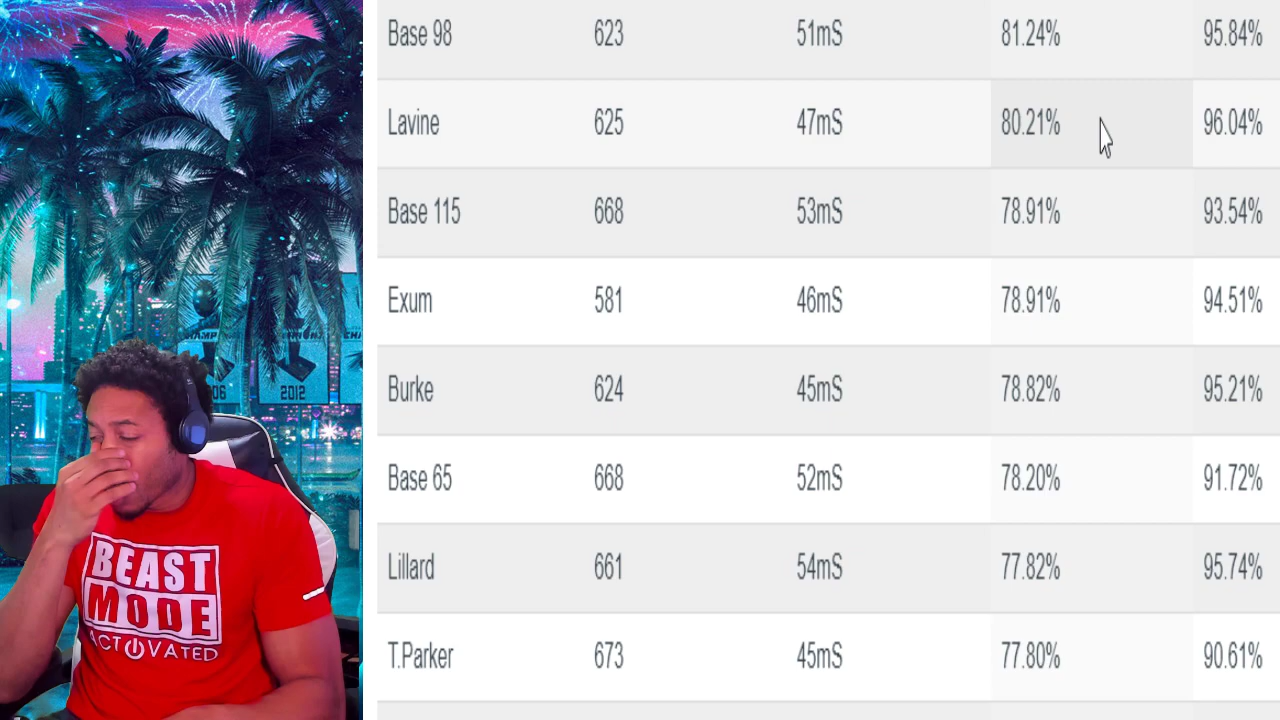 Base 98 623 51mS 81.24% 95.84%
Lavine 625 47mS 80.21% 96.04%
Base 115 668 53mS 78.91% 93.54%
Exum 581 46mS 78.91% 94.51%
Burke 624 45mS 78.82% 95.21%
Base 65 668 52mS 78.20% 91.72%
Lillard 661 54mS 77.82% 95.74%
T.Parker 673 45mS 77.80% 90.61%
06 2012
BEAST
MODE
ACTIVATED